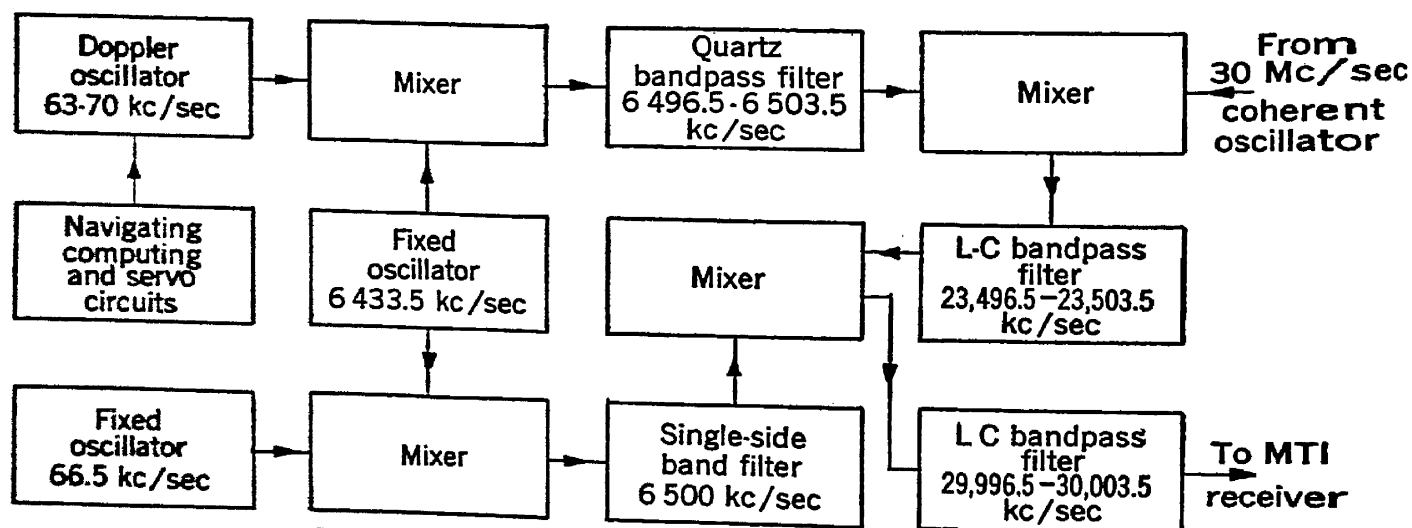 Doppler
oscillator
63-70 kc/sec
Mixer
Quartz
bandpass filter
6 496.5-6 503.5
kc/sec
Mixer
From
30 Mc/sec
coherent
oscillator
Navigating
computing
and servo
circuits
Fixed
oscillator
6 433.5 kc/sec
Mixer
L-C bandpass
filter
23,496.5-23,503.5
kc/sec
Fixed
oscillator
66.5 kc/sec
Mixer
Single-side
band filter
6 500 kc/sec
L C bandpass
filter
29,996.5-30,003.5
kc/sec
To MTI
receiver